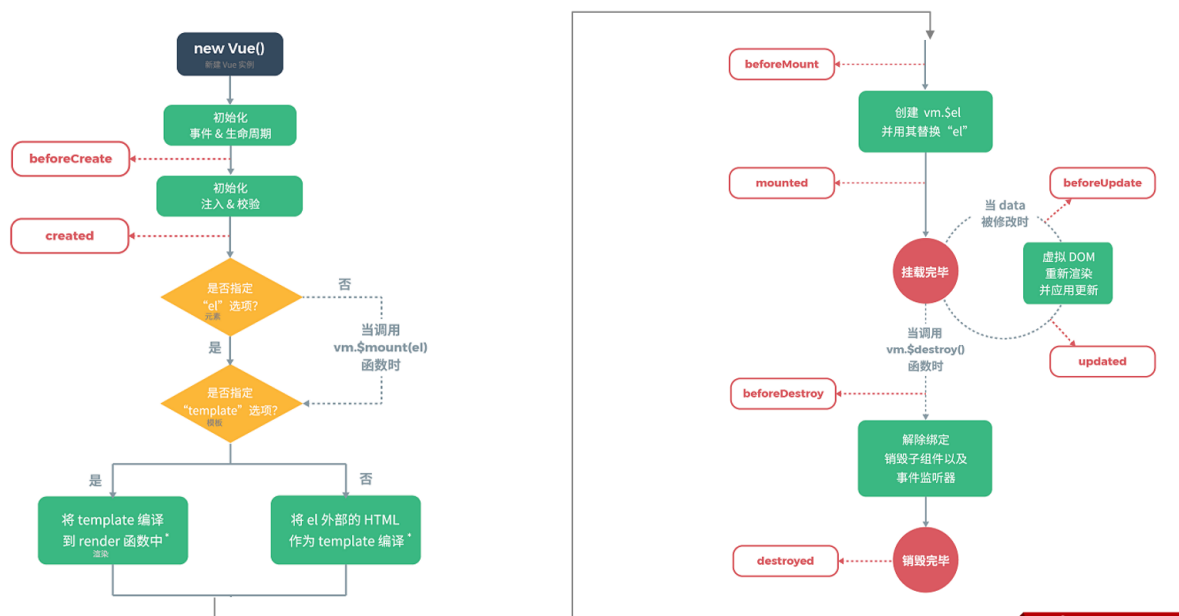 new Vue()
新建 Vue 实例
初始化
事件 & 生命周期
beforeCreate
初始化
注入 & 校验
created
是否指定
“el” 选项?
元素
否
是
当调用
vm.$mount(el)
函数时
是否指定
“template” 选项?
模板
是
否
将 template 编译
到 render 函数中*
渲染
将 el 外部的 HTML
作为 template 编译*
beforeMount
创建 vm.$el
并用其替换 “el”
mounted
beforeUpdate
当 data
被修改时
挂载完毕
虚拟 DOM
重新渲染
并应用更新
updated
当调用
vm.$destroy()
函数时
beforeDestroy
解除绑定
销毁子组件以及
事件监听器
destroyed
销毁完毕